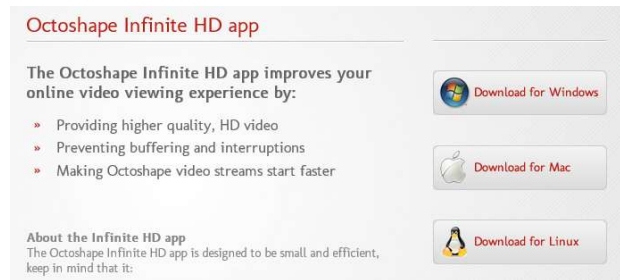 Octoshape Infinite HD app
The Octoshape Infinite HD app improves your
online video viewing experience by:
» Providing higher quality, HD video
» Preventing buffering and interruptions
» Making Octoshape video streams start faster
About the Infinite HD app
The Octoshape Infinite HD app is designed to be small and efficient,
keep in mind that it:
Download for Windows
Download for Mac
Download for Linux